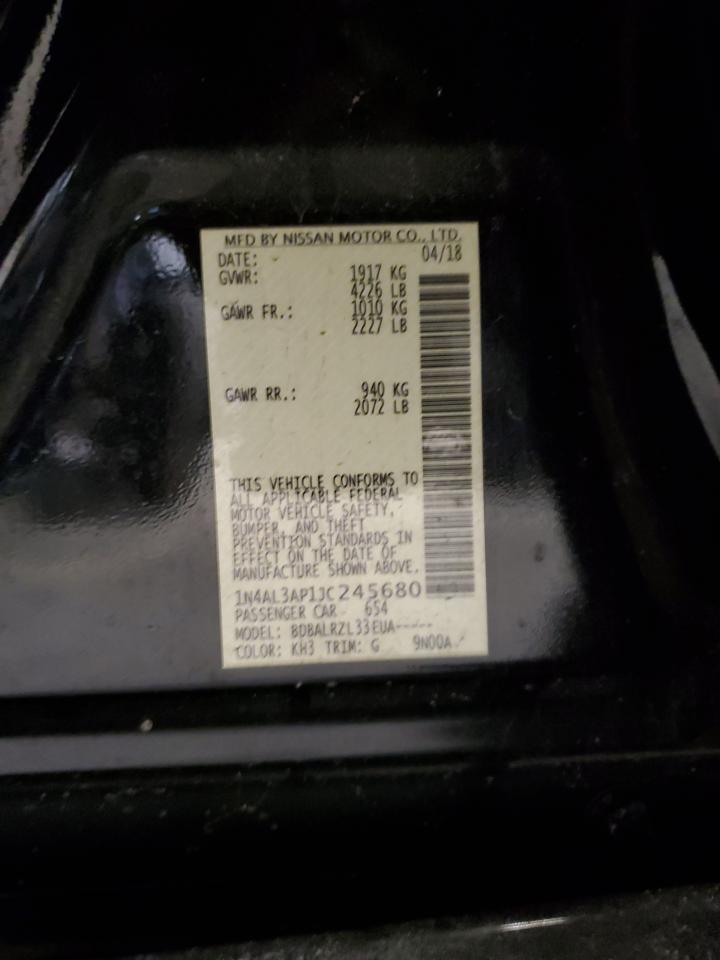 MFD BY NISSAN MOTOR CO., LTD.
DATE: 04/18
GVWR: 1917 KG
4226 LB
GAWR FR.: 1010 KG
2227 LB
GAWR RR.: 940 KG
2072 LB
THIS VEHICLE CONFORMS TO
ALL APPLICABLE FEDERAL
MOTOR VEHICLE SAFETY,
BUMPER, AND THEFT
PREVENTION STANDARDS IN
EFFECT ON THE DATE OF
MANUFACTURE SHOWN ABOVE.
1N4AL3AP1JC245680
PASSENGER CAR 654
MODEL: BDBALRZL33EUA-----
COLOR: KH3 TRIM: G 9N00A